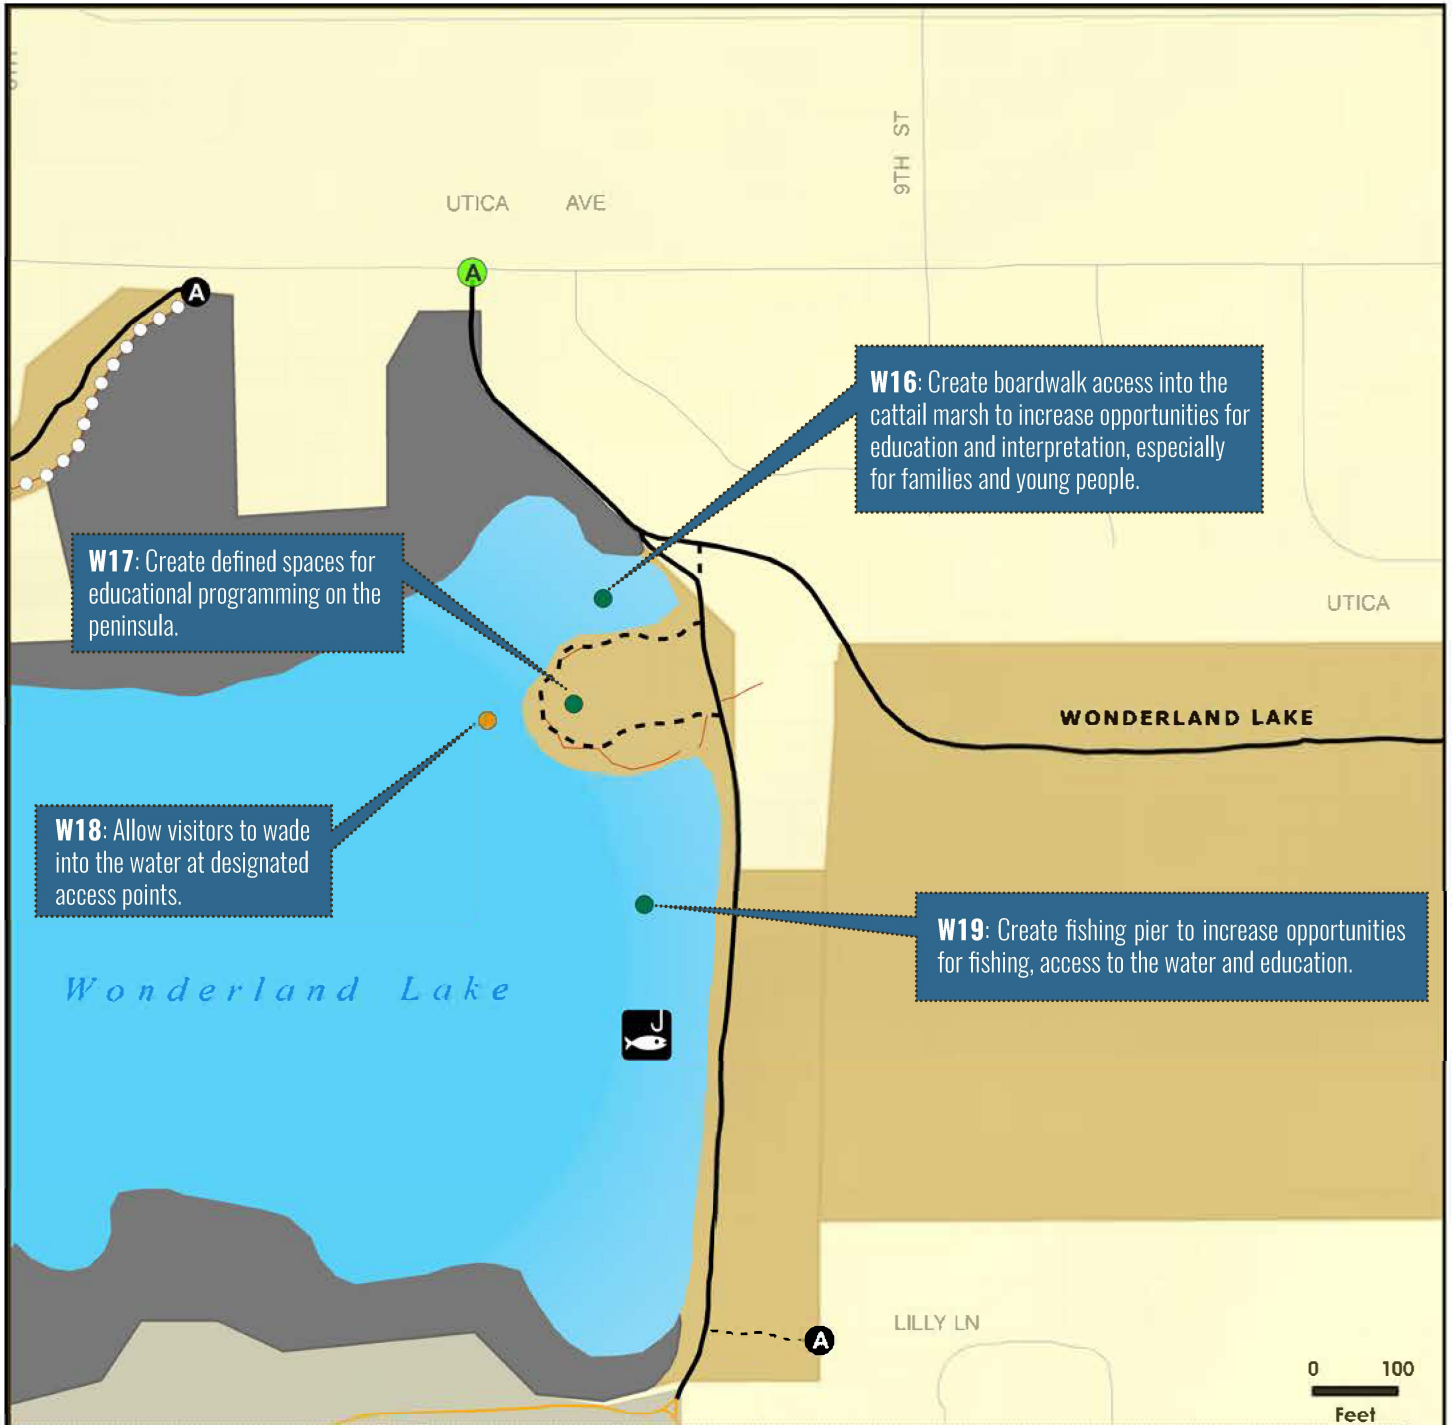 9TH ST
UTICA AVE
A
A
W16: Create boardwalk access into the
cattail marsh to increase opportunities for
education and interpretation, especially
for families and young people.
W17: Create defined spaces for
educational programming on the
peninsula.
UTICA
WONDERLAND LAKE
W18: Allow visitors to wade
into the water at designated
access points.
W19: Create fishing pier to increase opportunities
for fishing, access to the water and education.
Wonderland Lake
LILLY LN
A
0 100
Feet